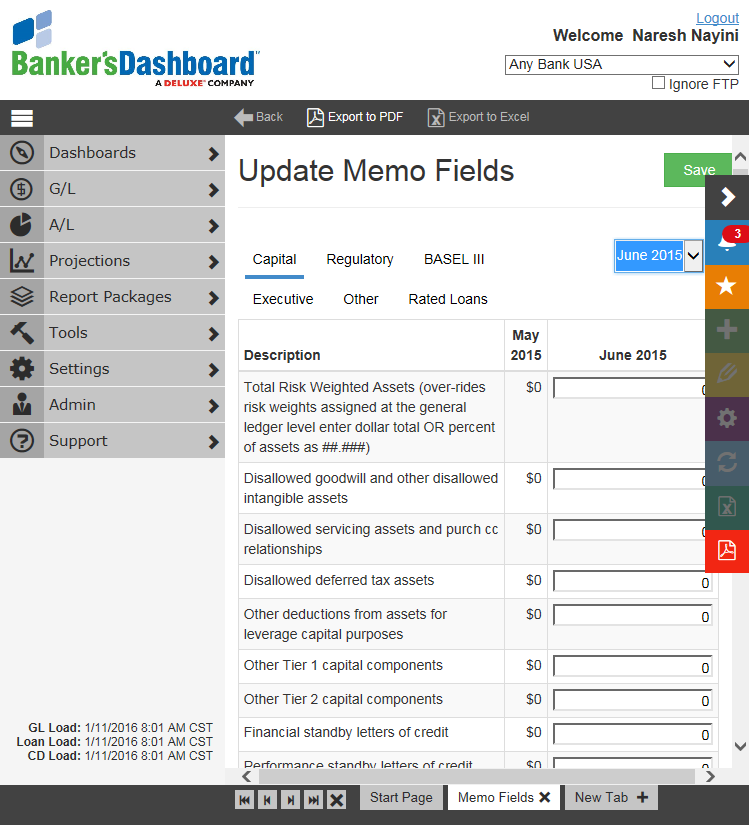 Logout
Banker'sDashboard™
A DELUXE® COMPANY
Welcome Naresh Nayini
Any Bank USA
Ignore FTP
Back
Export to PDF
Export to Excel
Dashboards
G/L
A/L
Projections
Report Packages
Tools
Settings
Admin
Support
GL Load: 1/11/2016 8:01 AM CST
Loan Load: 1/11/2016 8:01 AM CST
CD Load: 1/11/2016 8:01 AM CST
Update Memo Fields
Save
3
Capital Regulatory BASEL III
June 2015
Executive Other Rated Loans
May
Description 2015 June 2015
Total Risk Weighted Assets (over-rides $0 0
risk weights assigned at the general
ledger level enter dollar total OR percent
of assets as ##.###)
Disallowed goodwill and other disallowed $0 0
intangible assets
Disallowed servicing assets and purch cc $0 0
relationships
Disallowed deferred tax assets $0 0
Other deductions from assets for $0 0
leverage capital purposes
Other Tier 1 capital components $0 0
Other Tier 2 capital components $0 0
Financial standby letters of credit $0 0
Performance standby letters of credit $0 0
Start Page
Memo Fields
New Tab